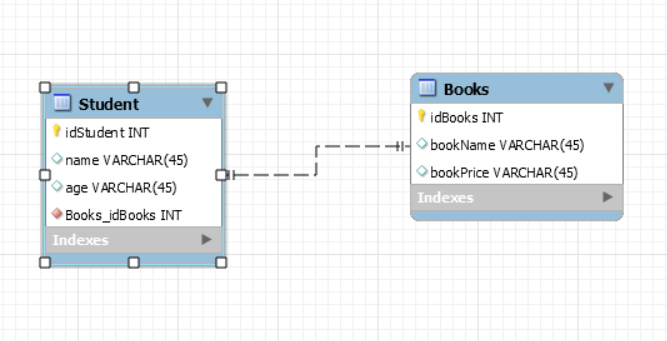 Student
idStudent INT
name VARCHAR(45)
age VARCHAR(45)
Books_idBooks INT
Indexes
Books
idBooks INT
bookName VARCHAR(45)
bookPrice VARCHAR(45)
Indexes